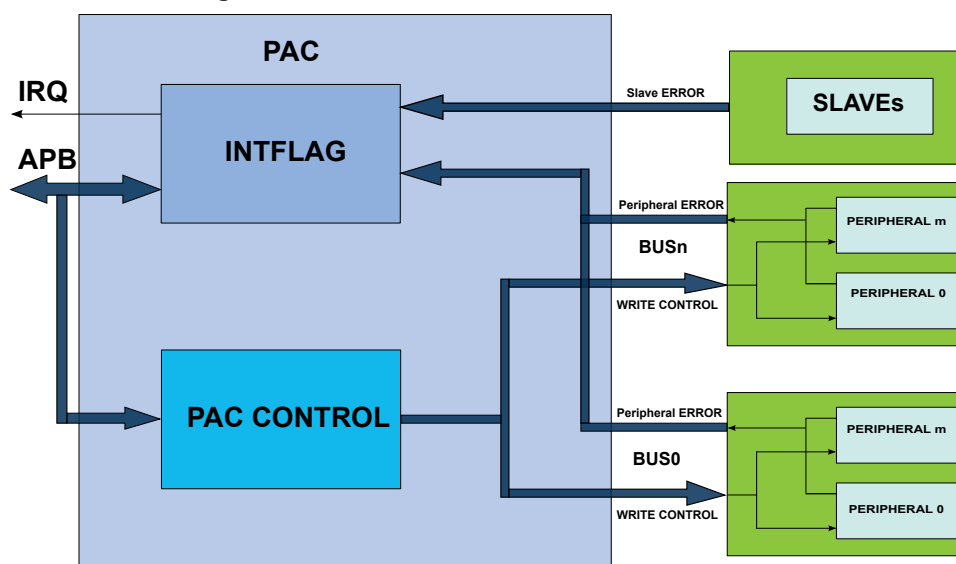 PAC
IRQ
APB
INTFLAG
PAC CONTROL
Slave ERROR
SLAVEs
Peripheral ERROR
BUSn
WRITE CONTROL
PERIPHERAL m
PERIPHERAL 0
Peripheral ERROR
BUS0
WRITE CONTROL
PERIPHERAL m
PERIPHERAL 0